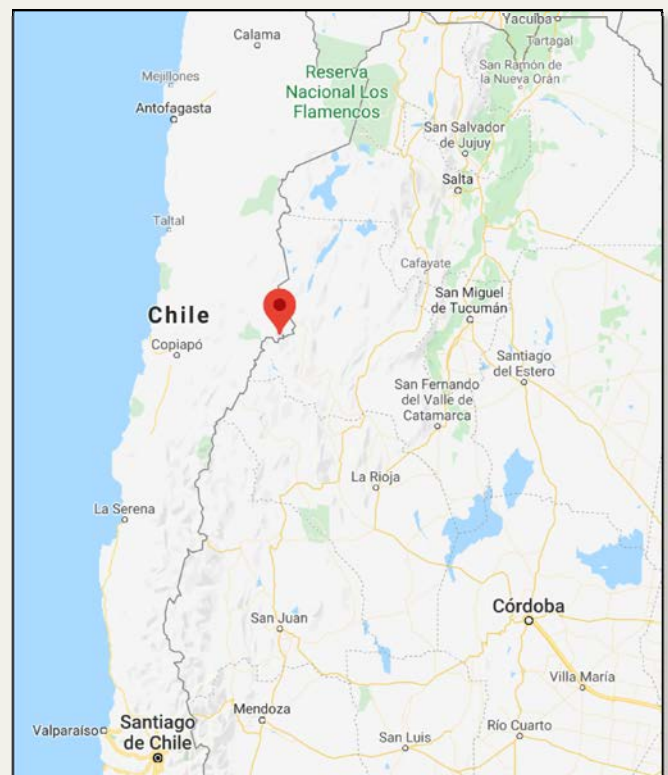 Yacuiba
Calama
Tartagal
Reserva
Nacional Los
Flamencos
San Ramón de
la Nueva Orán
Mejillones
Antofagasta
San Salvador
de Jujuy
Salta
Taltal
Cafayate
San Miguel
de Tucumán
Chile
Copiapó
Santiago
del Estero
San Fernando
del Valle de
Catamarca
La Rioja
La Serena
Córdoba
San Juan
Villa María
Mendoza
Río Cuarto
Valparaíso
Santiago
de Chile
San Luis